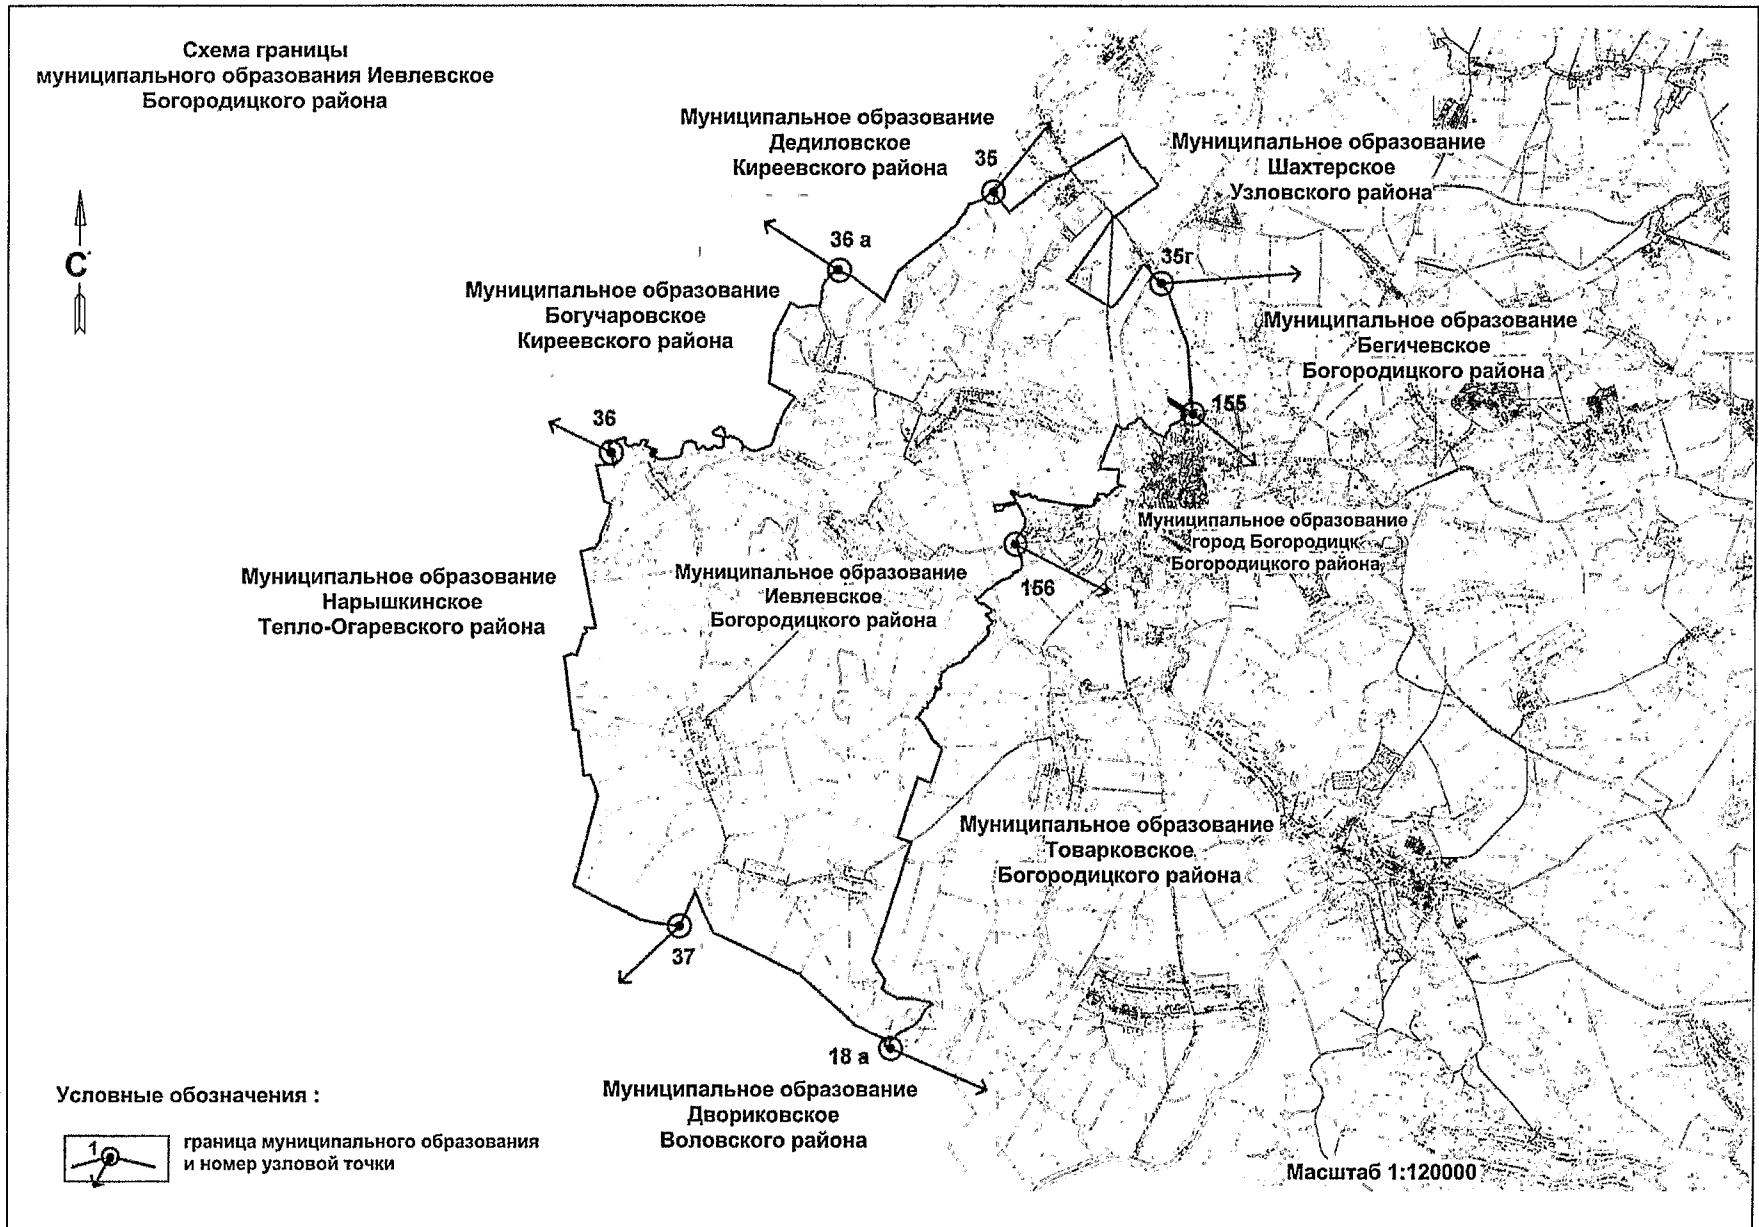 Схема границы
муниципального образования Иевлевское
Богородицкого района
Муниципальное образование
Дедиловское
Киреевского района
35
Муниципальное образование
Шахтерское
Узловского района
36 а
35г
С
Муниципальное образование
Богучаровское
Киреевского района
Муниципальное образование
Бегичевское
Богородицкого района
36
155
Муниципальное образование
город Богородицк
Богородицкого района
Муниципальное образование
Нарышкинское
Тепло-Огаревского района
Муниципальное образование
Иевлевское
Богородицкого района
156
Муниципальное образование
Товарковское
Богородицкого района
37
18 а
Муниципальное образование
Двориковское
Воловского района
Условные обозначения :
1
граница муниципального образования
и номер узловой точки
Масштаб 1:120000